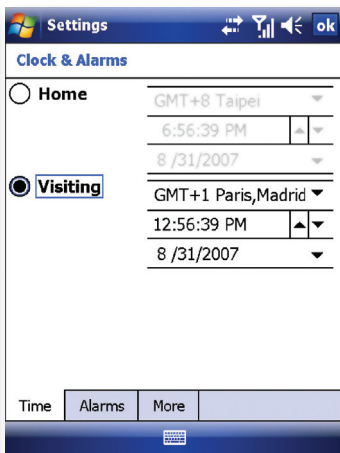 Settings ok
Clock & Alarms
Home
GMT+8 Taipei
6:56:39 PM
8 /31/2007
Visiting
GMT+1 Paris,Madrid
12:56:39 PM
8 /31/2007
Time Alarms More